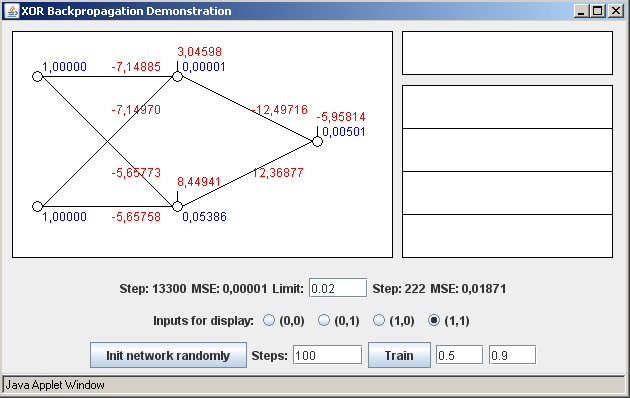 XOR Backpropagation Demonstration
3,04598
1,00000 -7,14885 0,00001
-7,14970 -12,49716 -5,95814
0,00501
-5,65773 8,44941 12,36877
1,00000 -5,65758 0,05386
Step: 13300 MSE: 0,00001 Limit: 0.02 Step: 222 MSE: 0,01871
Inputs for display: (0,0) (0,1) (1,0) (1,1)
Init network randomly Steps: 100 Train 0.5 0.9
Java Applet Window